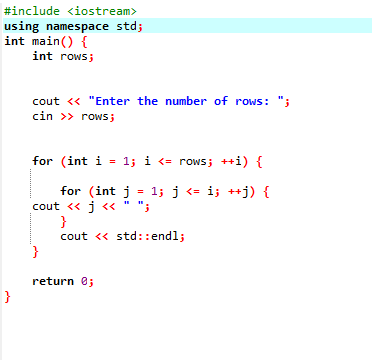 #include <iostream>
using namespace std;
int main() {
int rows;
cout << "Enter the number of rows: ";
cin >> rows;
for (int i = 1; i <= rows; ++i) {
for (int j = 1; j <= i; ++j) {
cout << j << " ";
}
cout << std::endl;
}
return 0;
}